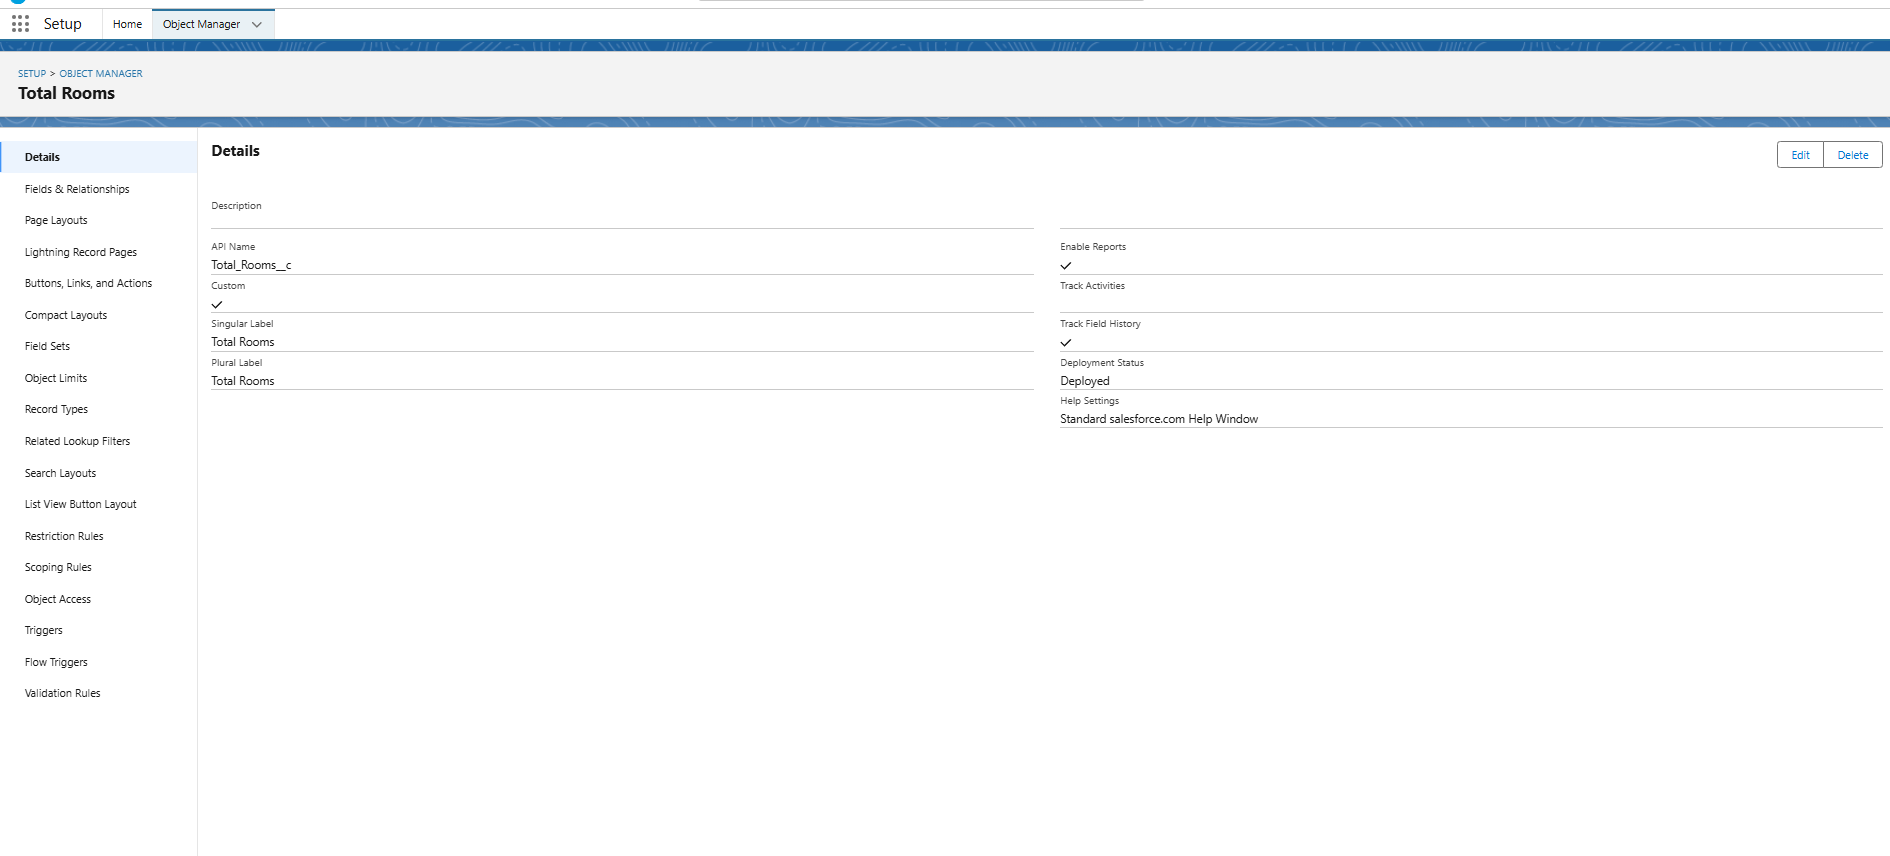 Setup
Home
Object Manager
SETUP > OBJECT MANAGER
Total Rooms
Details
Fields & Relationships
Page Layouts
Lightning Record Pages
Buttons, Links, and Actions
Compact Layouts
Field Sets
Object Limits
Record Types
Related Lookup Filters
Search Layouts
List View Button Layout
Restriction Rules
Scoping Rules
Object Access
Triggers
Flow Triggers
Validation Rules
Details
Edit
Delete
Description
API Name
Total_Rooms__c
Custom
Singular Label
Total Rooms
Plural Label
Total Rooms
Enable Reports
Track Activities
Track Field History
Deployment Status
Deployed
Help Settings
Standard salesforce.com Help Window